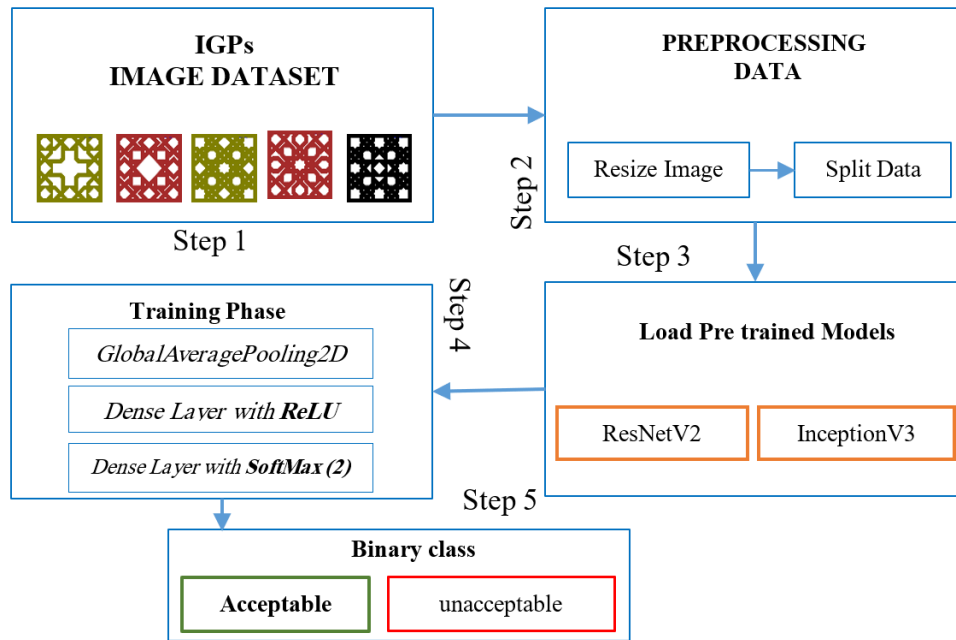 IGPs
IMAGE DATASET
Step 1
Step 2
PREPROCESSING
DATA
Resize Image
Split Data
Step 3
Load Pre trained Models
ResNetV2
InceptionV3
Step 4
Training Phase
GlobalAveragePooling2D
Dense Layer with ReLU
Dense Layer with SoftMax (2)
Step 5
Binary class
Acceptable
unacceptable